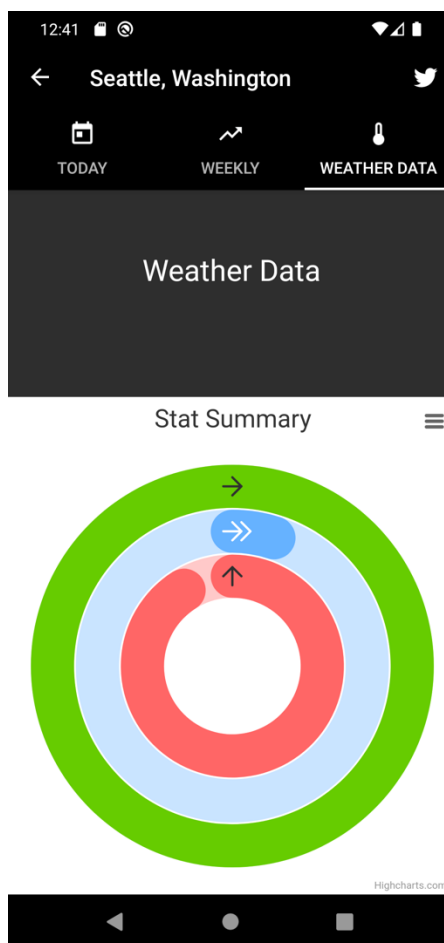 12:41
Seattle, Washington
TODAY
WEEKLY
WEATHER DATA
Weather Data
Stat Summary
Highcharts.com